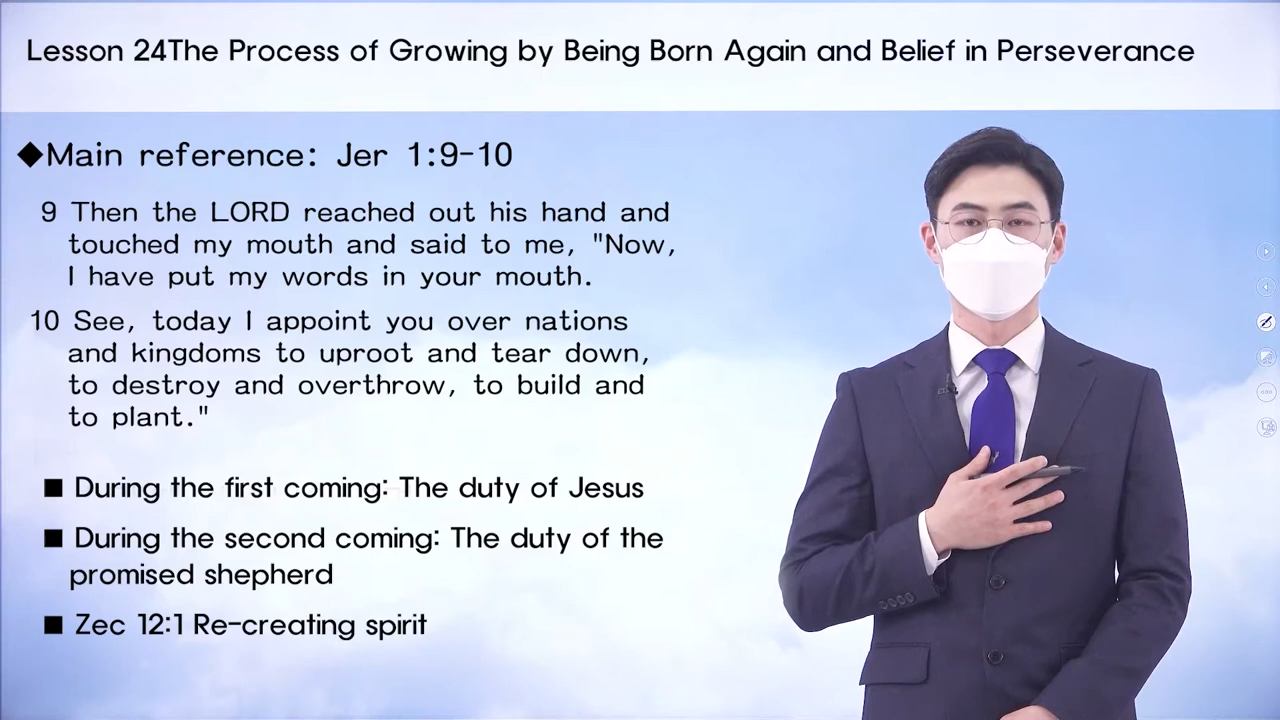 Lesson 24The Process of Growing by Being Born Again and Belief in Perseverance
◆Main reference: Jer 1:9-10
9 Then the LORD reached out his hand and
touched my mouth and said to me, "Now,
I have put my words in your mouth.
10 See, today I appoint you over nations
and kingdoms to uproot and tear down,
to destroy and overthrow, to build and
to plant."
■ During the first coming: The duty of Jesus
■ During the second coming: The duty of the
promised shepherd
■ Zec 12:1 Re-creating spirit